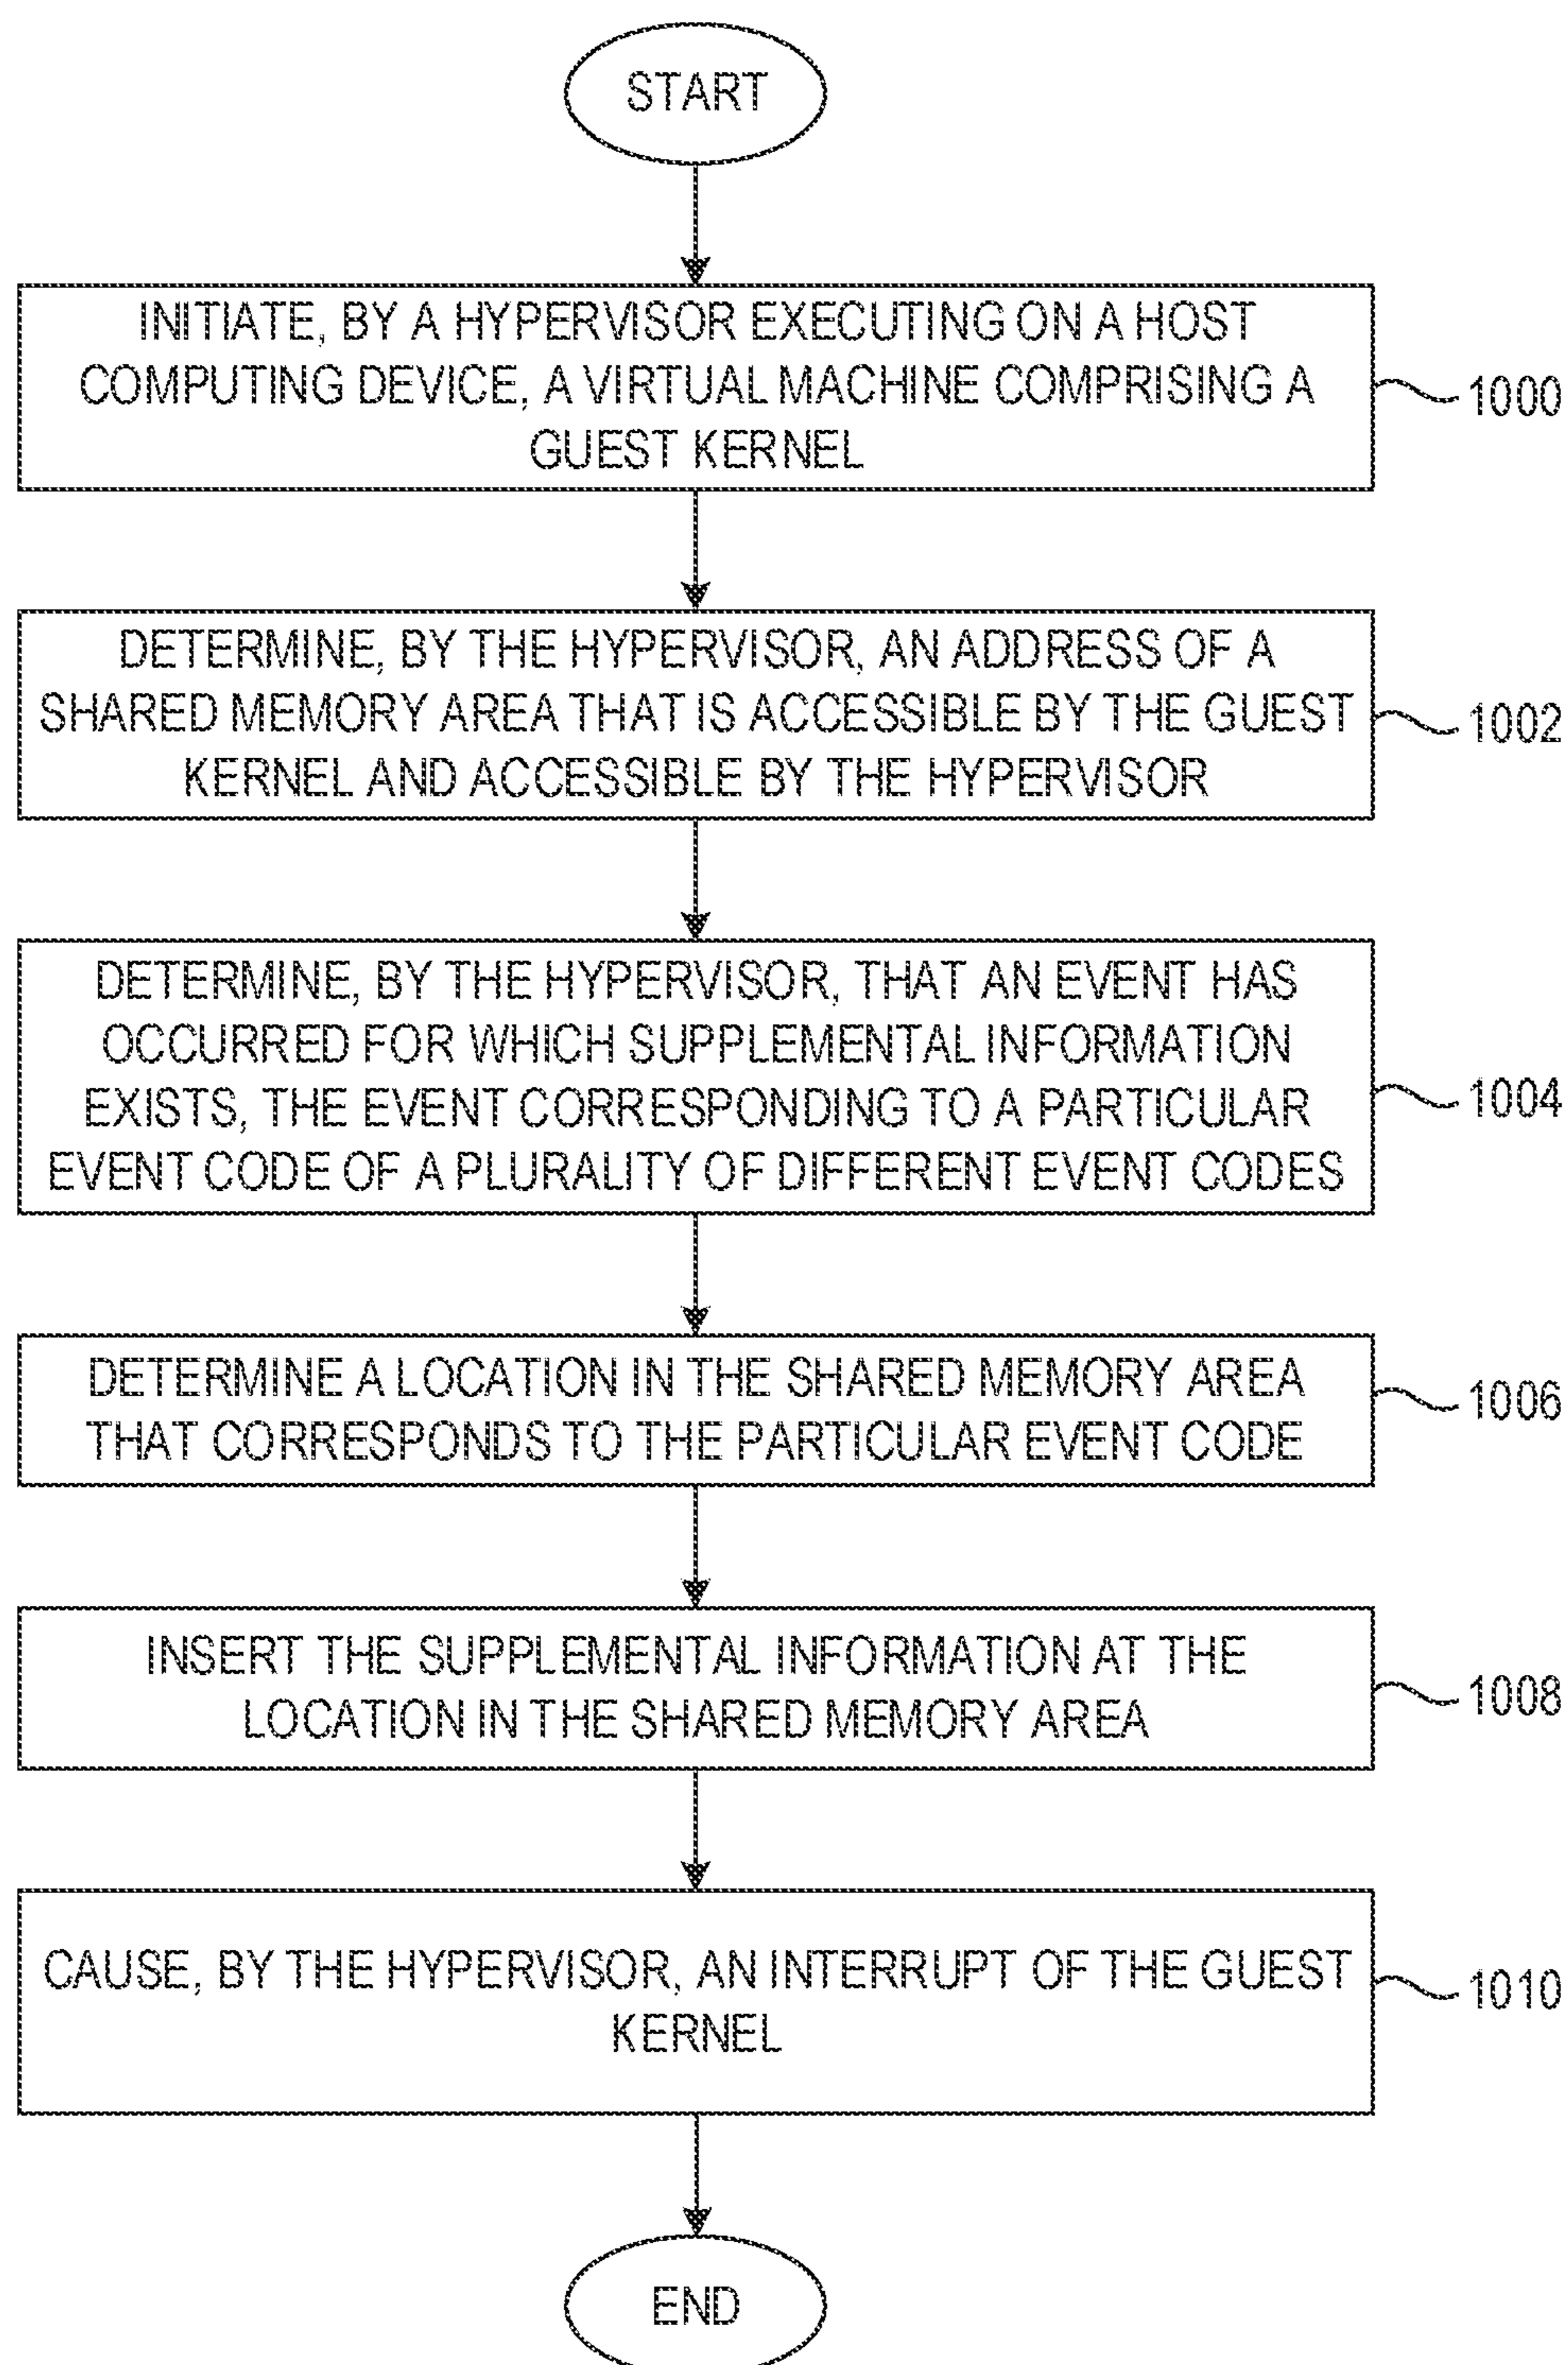 START
INITIATE, BY A HYPERVISOR EXECUTING ON A HOST
COMPUTING DEVICE, A VIRTUAL MACHINE COMPRISING A
GUEST KERNEL
1000
DETERMINE, BY THE HYPERVISOR, AN ADDRESS OF A
SHARED MEMORY AREA THAT IS ACCESSIBLE BY THE GUEST
KERNEL AND ACCESSIBLE BY THE HYPERVISOR
1002
DETERMINE, BY THE HYPERVISOR, THAT AN EVENT HAS
OCCURRED FOR WHICH SUPPLEMENTAL INFORMATION
EXISTS, THE EVENT CORRESPONDING TO A PARTICULAR
EVENT CODE OF A PLURALITY OF DIFFERENT EVENT CODES
1004
DETERMINE A LOCATION IN THE SHARED MEMORY AREA
THAT CORRESPONDS TO THE PARTICULAR EVENT CODE
1006
INSERT THE SUPPLEMENTAL INFORMATION AT THE
LOCATION IN THE SHARED MEMORY AREA
1008
CAUSE, BY THE HYPERVISOR, AN INTERRUPT OF THE GUEST
KERNEL
1010
END